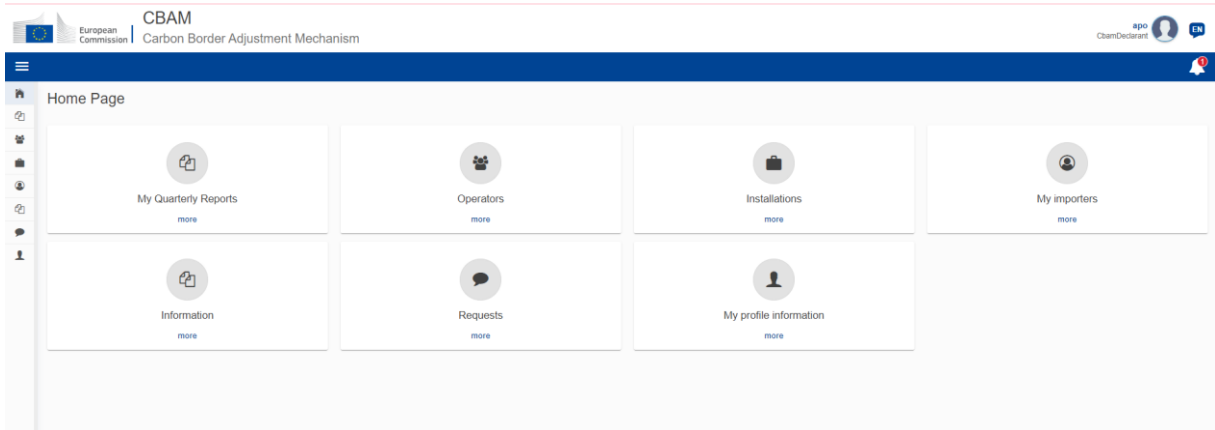 European
Commission
CBAM
Carbon Border Adjustment Mechanism
apo
CbamDeclarant
EN
1
Home Page
My Quarterly Reports
more
Operators
more
Installations
more
My importers
more
Information
more
Requests
more
My profile information
more